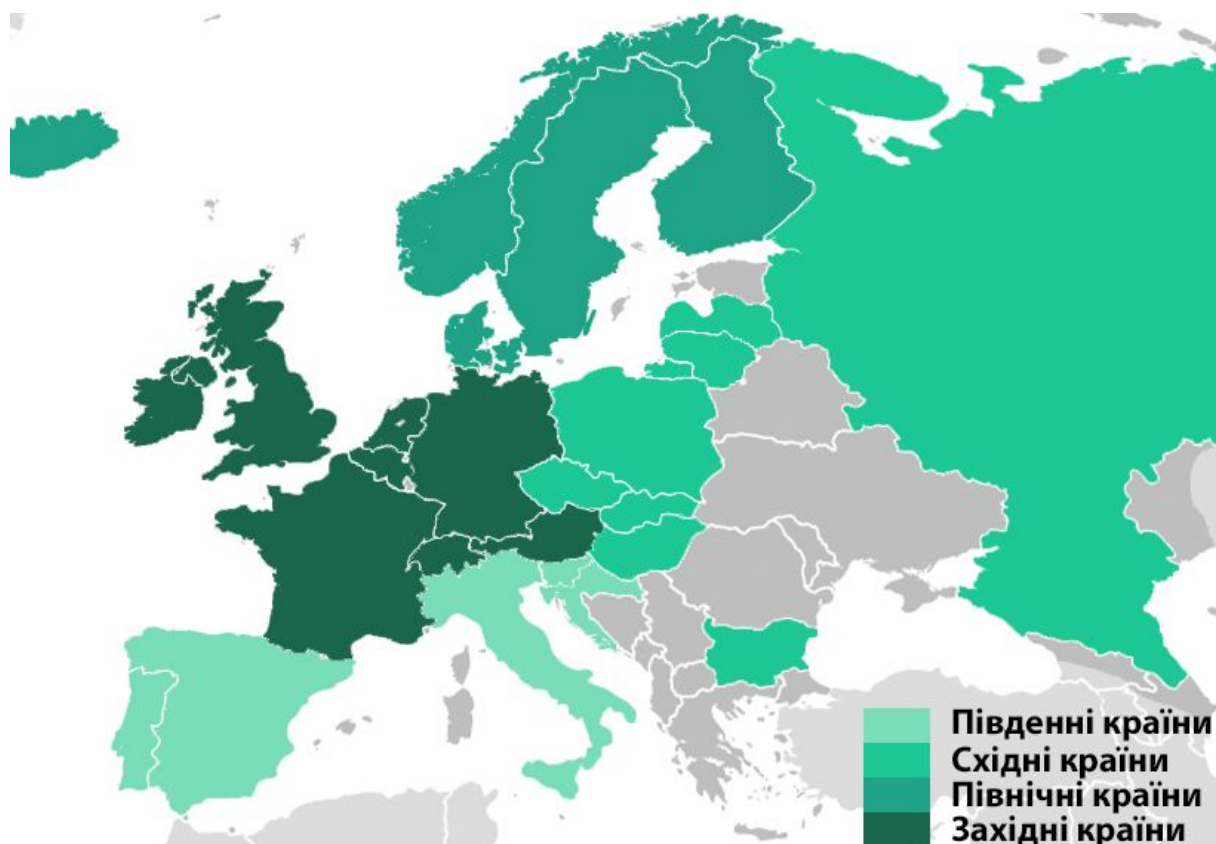 Південні країни
Східні країни
Північні країни
Західні країни